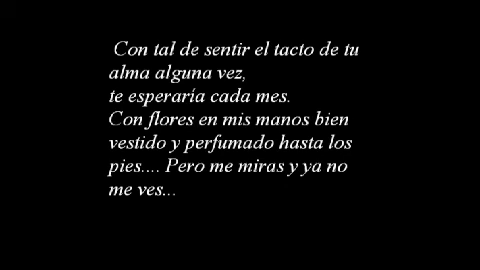 Con tal de sentir el tacto de tu
alma alguna vez,
te esperaría cada mes.
Con flores en mis manos bien
vestido y perfumado hasta los
pies.... Pero me miras y ya no
me ves...